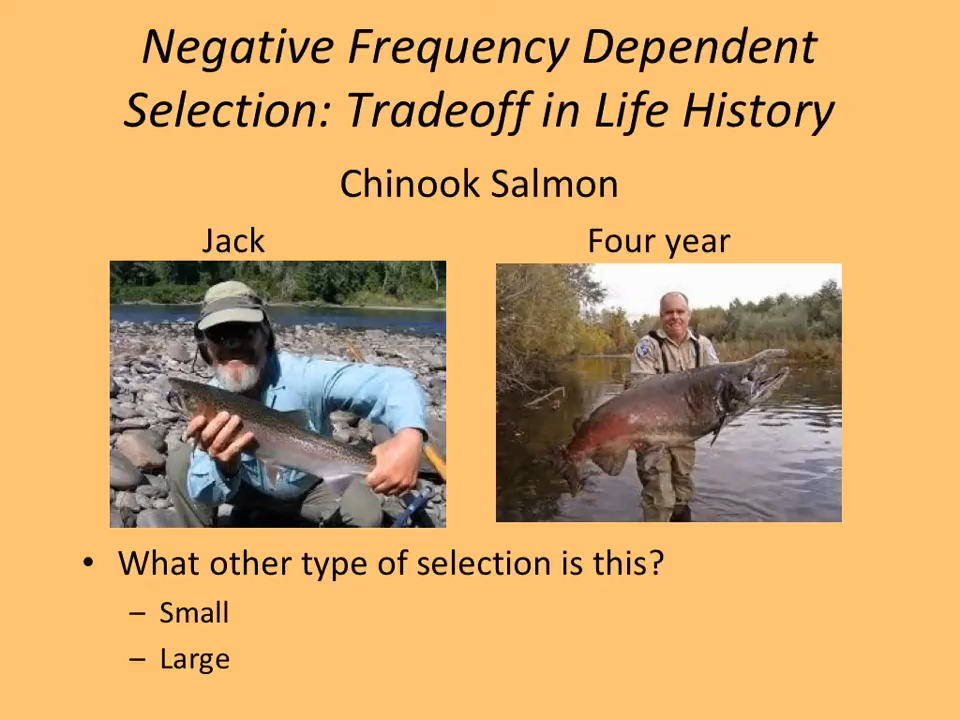 Negative Frequency Dependent
Selection: Tradeoff in Life History
Chinook Salmon
Jack Four year
• What other type of selection is this?
– Small
– Large